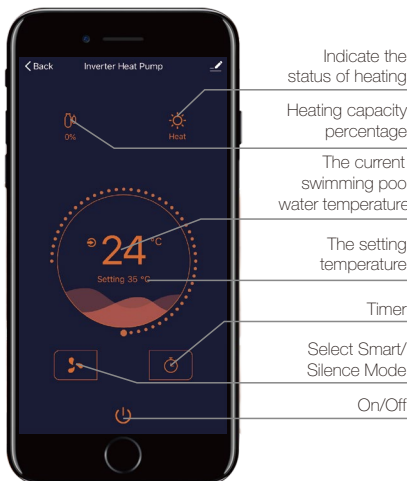 Back Inverter Heat Pump
Indicate the
status of heating
0% Heat
Heating capacity
percentage
The current
swimming poo
water temperature
24 °C
Setting 35 °C
The setting
temperature
Timer
Select Smart/
Silence Mode
On/Off